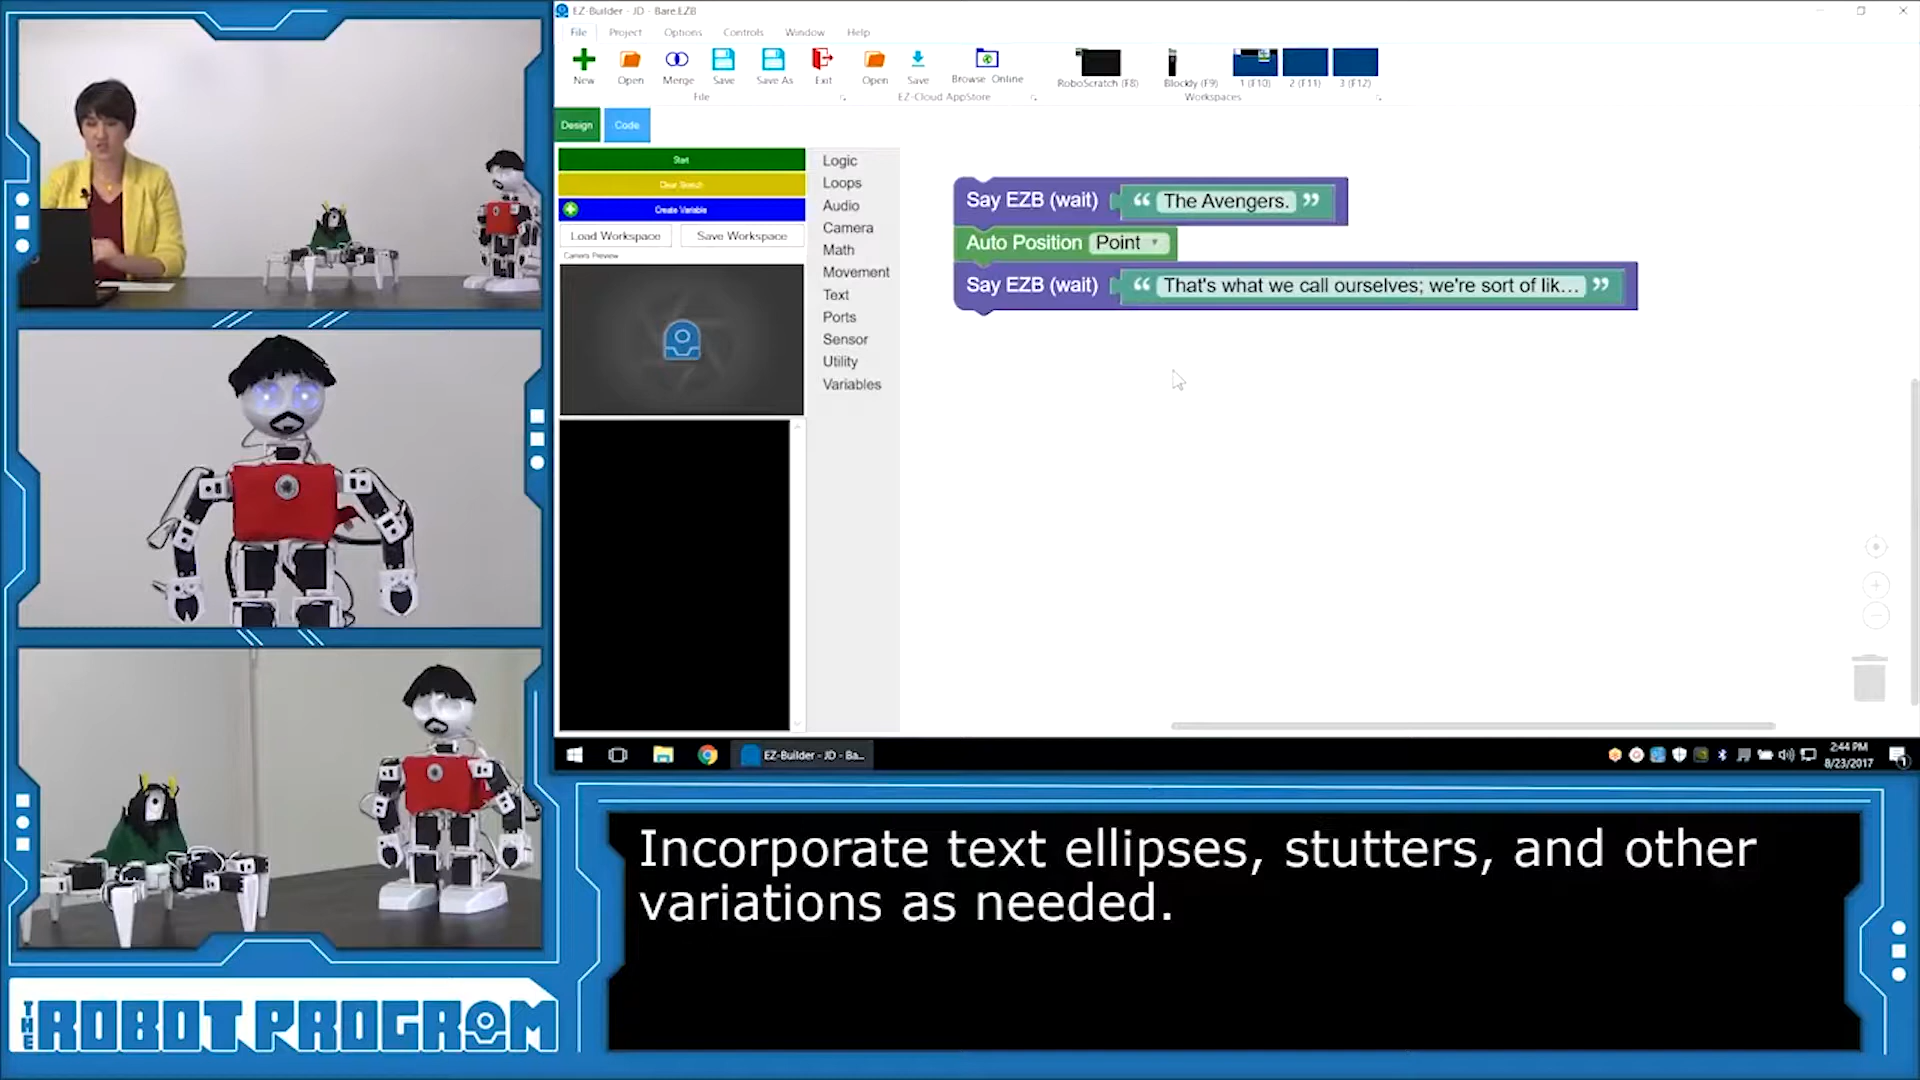 EZ-Builder - JD - Bare.EZB
File Project Options Controls Window Help
New Open Merge Save Save As Exit Open Save Browse Online RoboScratch (F8) Blockly (F9) 1 (F10) 2 (F11) 3 (F12)
File EZ-Cloud AppStore Workspaces
Design Code
Start
Clear Sketch
Create Variable
Load Workspace Save Workspace
Camera Preview
Logic
Loops
Audio
Camera
Math
Movement
Text
Ports
Sensor
Utility
Variables
Say EZB (wait) “ The Avengers. ”
Auto Position Point
Say EZB (wait) “ That's what we call ourselves; we're sort of lik... ”
EZ-Builder - JD - Ba...
2:44 PM
8/23/2017
1
Incorporate text ellipses, stutters, and other
variations as needed.
THE ROBOT PROGRAM